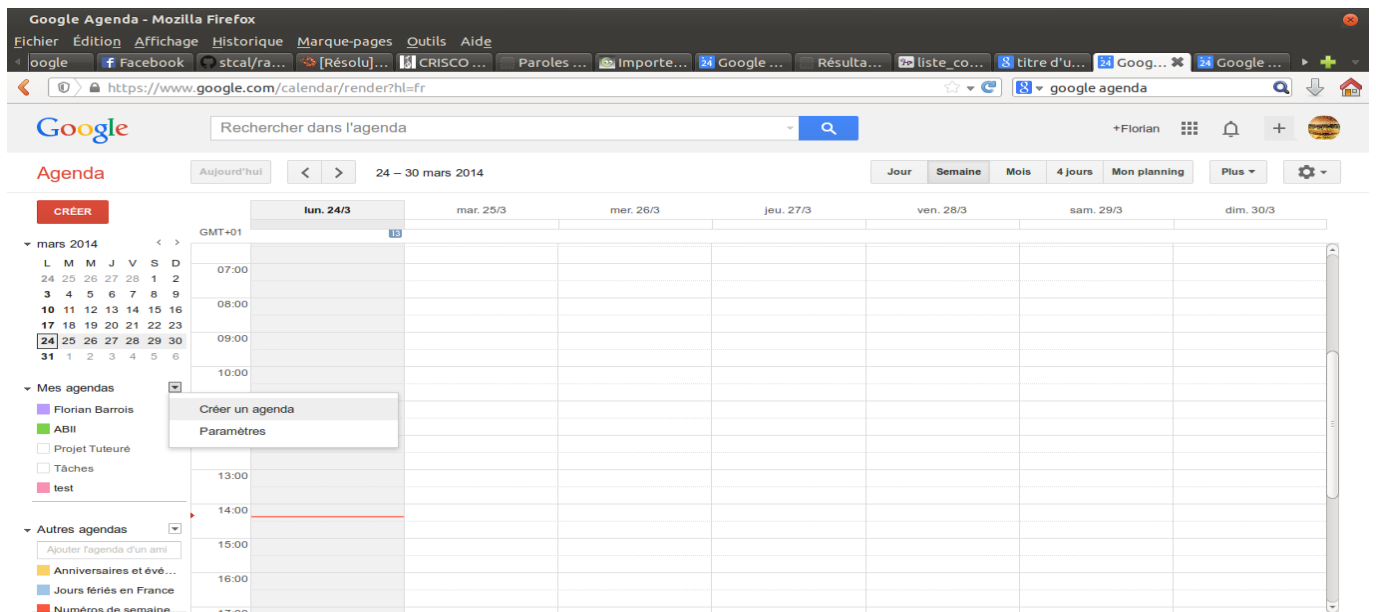 Google Agenda - Mozilla Firefox
Fichier Édition Affichage Historique Marque-pages Outils Aide
oogle Facebook stcal/ra... [Résolu]... CRISCO ... Paroles ... Importe... 24 Google ... Résulta... liste_co... titre d'u... 24 Goog... 24 Google ...
https://www.google.com/calendar/render?hl=fr google agenda
Google Rechercher dans l'agenda +Florian
Agenda Aujourd'hui 24 – 30 mars 2014 Jour Semaine Mois 4 jours Mon planning Plus
CRÉER
lun. 24/3 mar. 25/3 mer. 26/3 jeu. 27/3 ven. 28/3 sam. 29/3 dim. 30/3
GMT+01 13
mars 2014
L M M J V S D
24 25 26 27 28 1 2
3 4 5 6 7 8 9
10 11 12 13 14 15 16
17 18 19 20 21 22 23
24 25 26 27 28 29 30
31 1 2 3 4 5 6
07:00
08:00
09:00
10:00
Mes agendas
Créer un agenda
Paramètres
Florian Barrois
ABII
Projet Tuteuré
Tâches
test
13:00
14:00
15:00
16:00
17:00
Autres agendas
Ajouter l'agenda d'un ami
Anniversaires et évé...
Jours fériés en France
Numéros de semaine